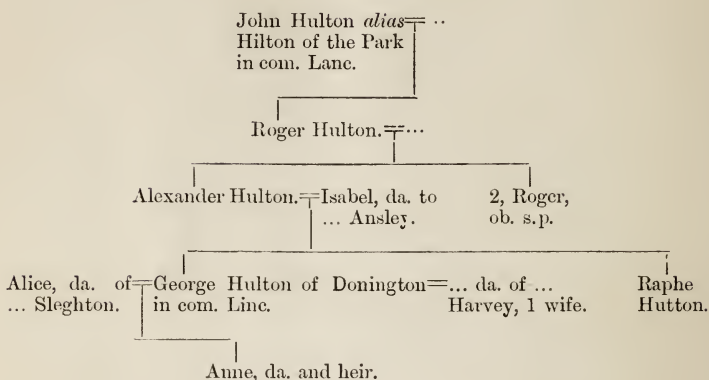 John Hulton alias ··
Hilton of the Park
in com. Lanc.
Roger Hulton. ...
Alexander Hulton. Isabel, da. to
... Ansley.
2, Roger,
ob. s.p.
Alice, da. of
... Sleghton.
George Hulton of Donington
in com. Linc.
... da. of ...
Harvey, 1 wife.
Raphe
Hutton.
Anne, da. and heir.